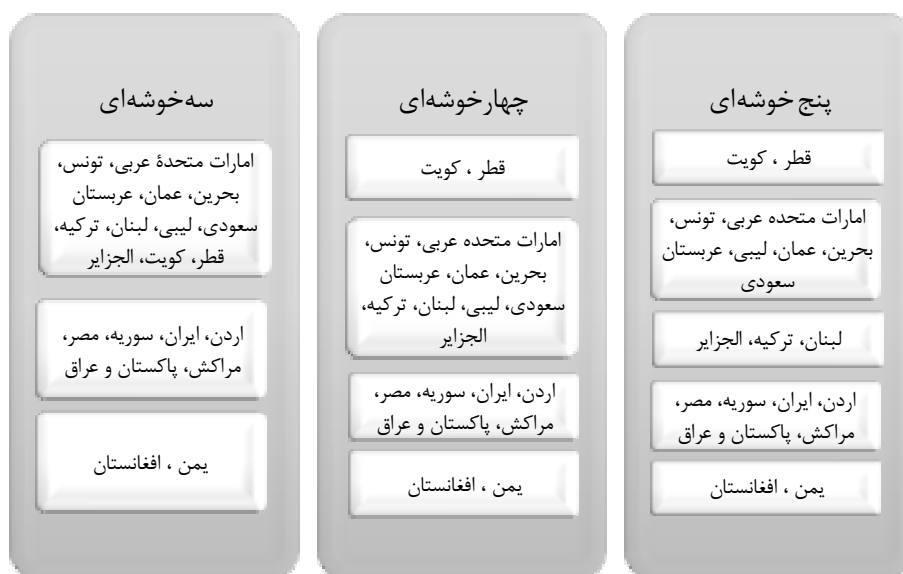 پنج خوشه‌ای
قطر ، کویت
امارات متحده عربی، تونس،
بحرین، عمان، لیبی، عربستان
سعودی
لبنان، ترکیه، الجزایر
اردن، ایران، سوریه، مصر،
مراکش، پاکستان و عراق
یمن ، افغانستان
چهارخوشه‌ای
قطر ، کویت
امارات متحده عربی، تونس،
بحرین، عمان، عربستان
سعودی، لیبی، لبنان، ترکیه،
الجزایر
اردن، ایران، سوریه، مصر،
مراکش، پاکستان و عراق
یمن ، افغانستان
سه‌خوشه‌ای
امارات متحدهٔ عربی، تونس،
بحرین، عمان، عربستان
سعودی، لیبی، لبنان، ترکیه،
قطر، کویت، الجزایر
اردن، ایران، سوریه، مصر،
مراکش، پاکستان و عراق
یمن ، افغانستان